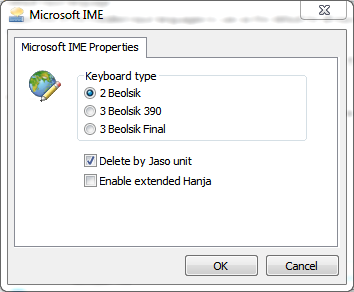 Microsoft IME
Microsoft IME Properties
Keyboard type
2 Beolsik
3 Beolsik 390
3 Beolsik Final
Delete by Jaso unit
Enable extended Hanja
OK Cancel